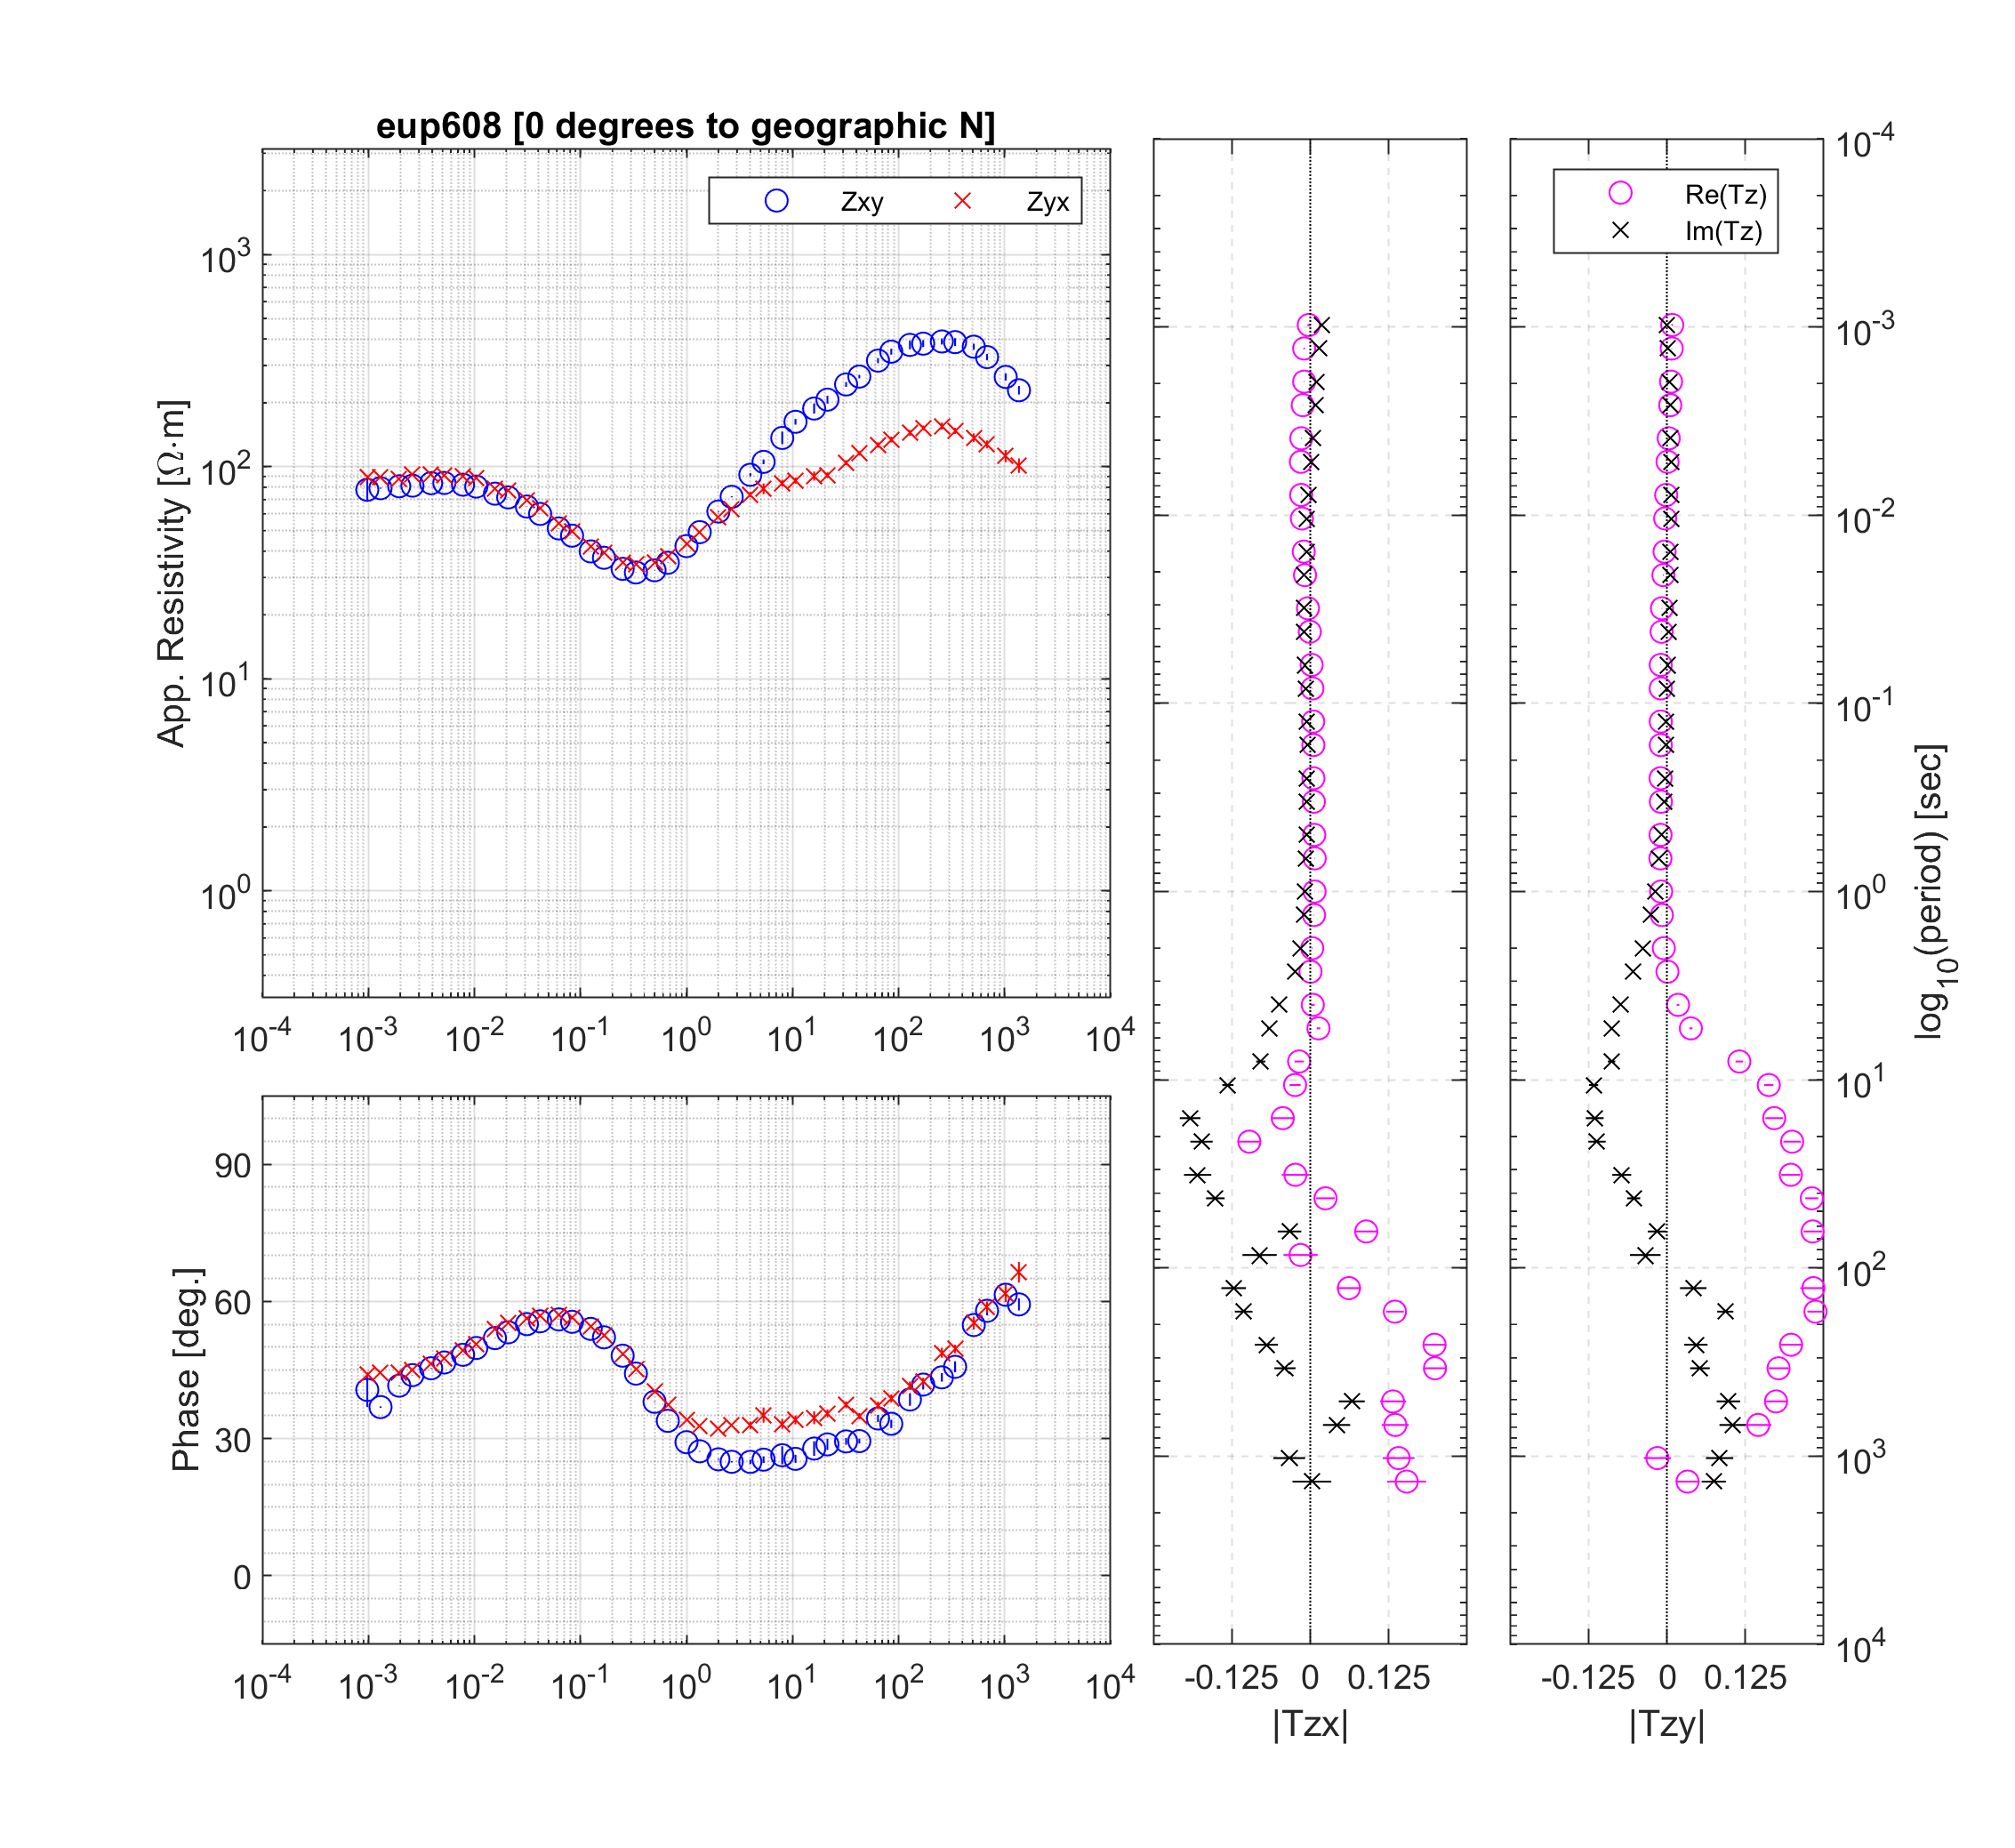 eup608 [0 degrees to geographic N]
Zxy Zyx
App. Resistivity [Ω·m]
10^3
10^2
10^1
10^0
10^-4 10^-3 10^-2 10^-1 10^0 10^1 10^2 10^3 10^4
Phase [deg.]
90
60
30
0
10^-4 10^-3 10^-2 10^-1 10^0 10^1 10^2 10^3 10^4
-0.125 0 0.125
|Tzx|
Re(Tz)
Im(Tz)
-0.125 0 0.125
|Tzy|
10^-4
10^-3
10^-2
10^-1
10^0
10^1
10^2
10^3
10^4
log_10(period) [sec]